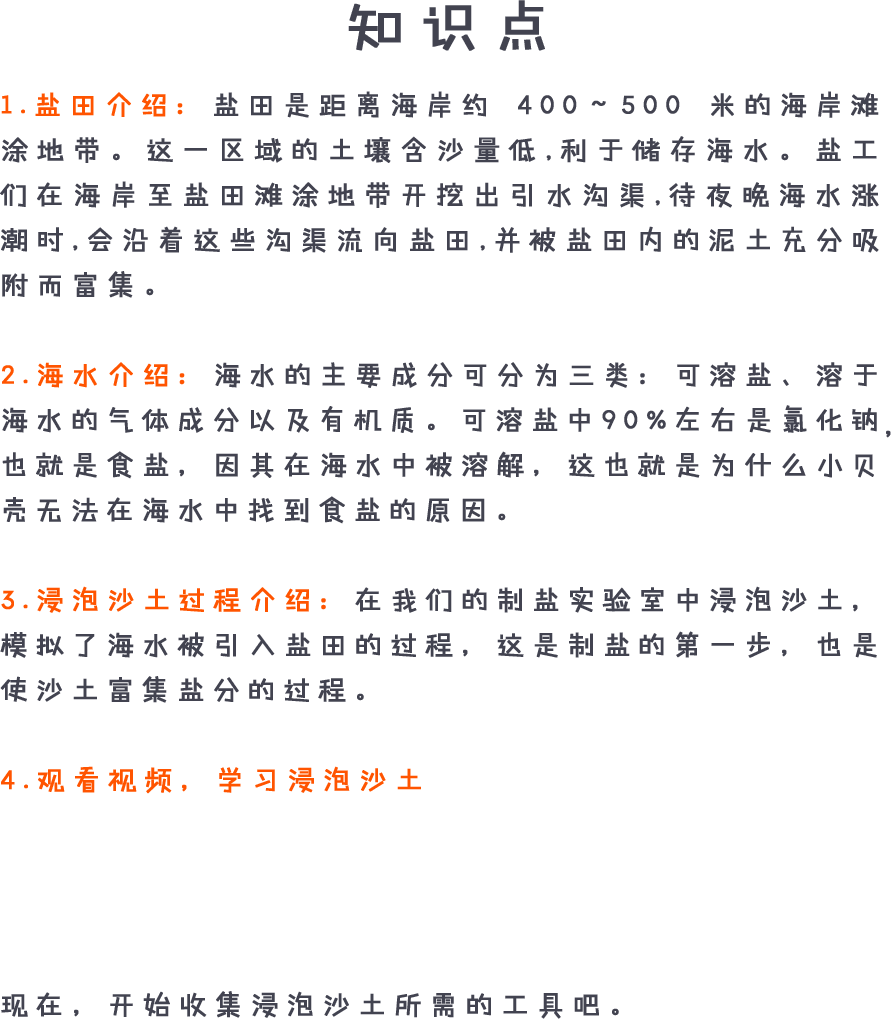 知识点
1.盐田介绍：盐田是距离海岸约 400~500 米的海岸滩
涂地带。这一区域的土壤含沙量低,利于储存海水。盐工
们在海岸至盐田滩涂地带开挖出引水沟渠,待夜晚海水涨
潮时,会沿着这些沟渠流向盐田,并被盐田内的泥土充分吸
附而富集。
2.海水介绍：海水的主要成分可分为三类：可溶盐、溶于
海水的气体成分以及有机质。可溶盐中90%左右是氯化钠,
也就是食盐，因其在海水中被溶解，这也就是为什么小贝
壳无法在海水中找到食盐的原因。
3.浸泡沙土过程介绍：在我们的制盐实验室中浸泡沙土，
模拟了海水被引入盐田的过程，这是制盐的第一步，也是
使沙土富集盐分的过程。
4.观看视频，学习浸泡沙土
现在，开始收集浸泡沙土所需的工具吧。